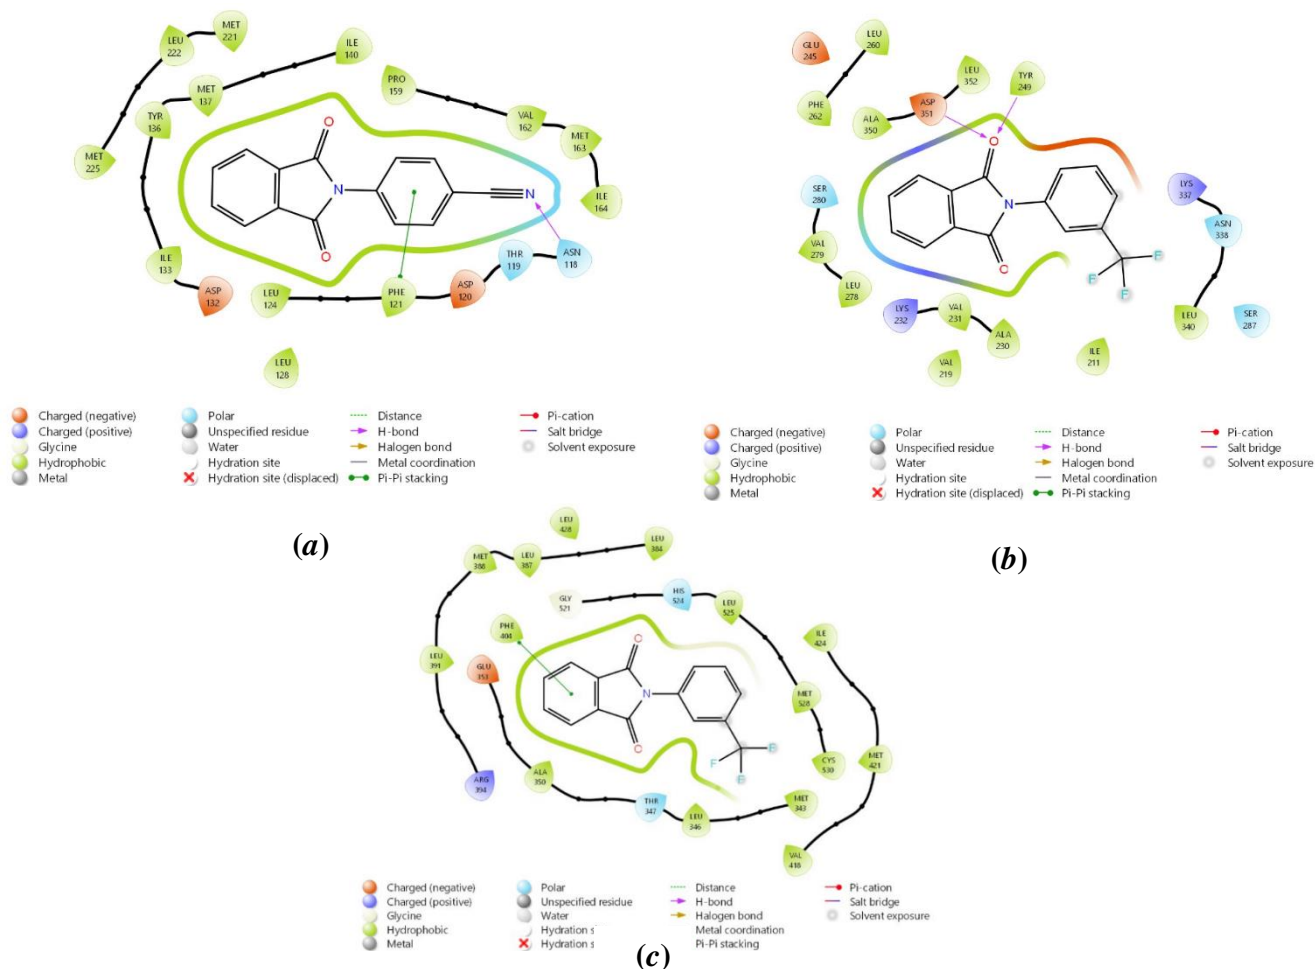 MET 221
LEU 222
ILE 140
MET 137
PRO 159
TYR 136
VAL 162
MET 163
MET 225
ILE 164
O
N
N
O
THR 119
ASN 118
ILE 133
ASP 132
LEU 124
PHE 121
ASP 120
LEU 128
Charged (negative)
Charged (positive)
Glycine
Hydrophobic
Metal
Polar
Unspecified residue
Water
Hydration site
Hydration site (displaced)
Distance
H-bond
Halogen bond
Metal coordination
Pi-Pi stacking
Pi-cation
Salt bridge
Solvent exposure
(a)
GLU 245
LEU 260
LEU 352
TYR 249
PHE 262
ALA 350
ASP 351
O
SER 280
LYS 337
ASN 338
N
VAL 279
O
F
F
F
LEU 278
LYS 232
VAL 231
ALA 230
LEU 340
SER 287
VAL 219
ILE 211
Charged (negative)
Charged (positive)
Glycine
Hydrophobic
Metal
Polar
Unspecified residue
Water
Hydration site
Hydration site (displaced)
Distance
H-bond
Halogen bond
Metal coordination
Pi-Pi stacking
Pi-cation
Salt bridge
Solvent exposure
(b)
LEU 428
LEU 384
MET 388
LEU 387
GLY 521
HIS 524
LEU 525
PHE 404
ILE 424
LEU 391
GLU 353
O
N
O
MET 528
F
F
F
CYS 530
MET 421
ARG 394
ALA 350
THR 347
LEU 346
MET 343
VAL 418
Charged (negative)
Charged (positive)
Glycine
Hydrophobic
Metal
Polar
Unspecified residue
Water
Hydration s
Hydration s
Distance
H-bond
Halogen bond
Metal coordination
Pi-Pi stacking
Pi-cation
Salt bridge
Solvent exposure
(c)